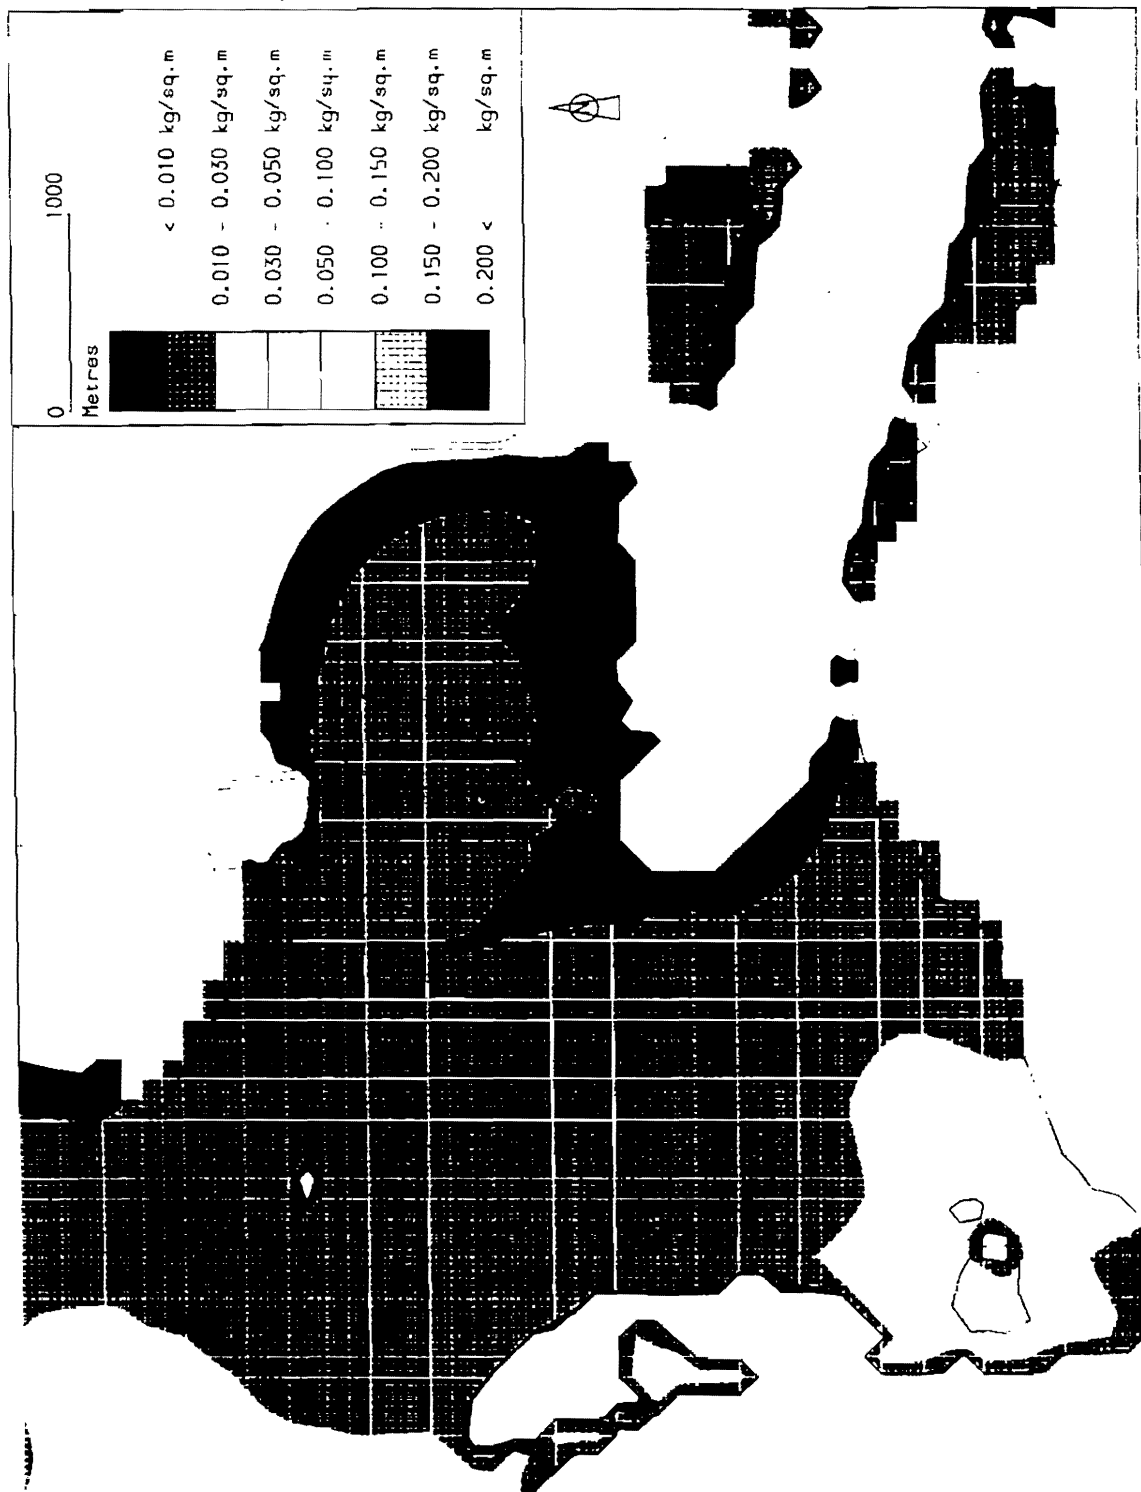 0 1000
Metres
< 0.010 kg/sq.m
0.010 - 0.030 kg/sq.m
0.030 - 0.050 kg/sq.m
0.050 - 0.100 kg/sq.m
0.100 - 0.150 kg/sq.m
0.150 - 0.200 kg/sq.m
0.200 < kg/sq.m
N